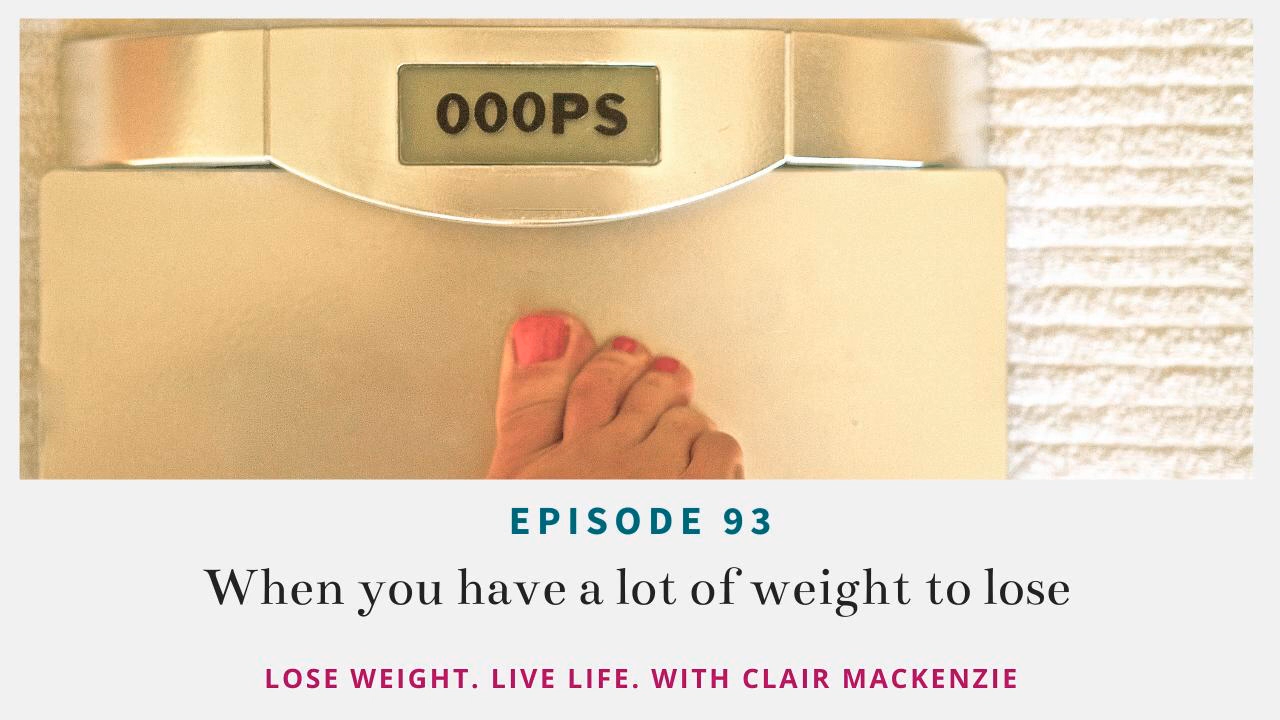 OOOPS
EPISODE 93
When you have a lot of weight to lose
LOSE WEIGHT. LIVE LIFE. WITH CLAIR MACKENZIE